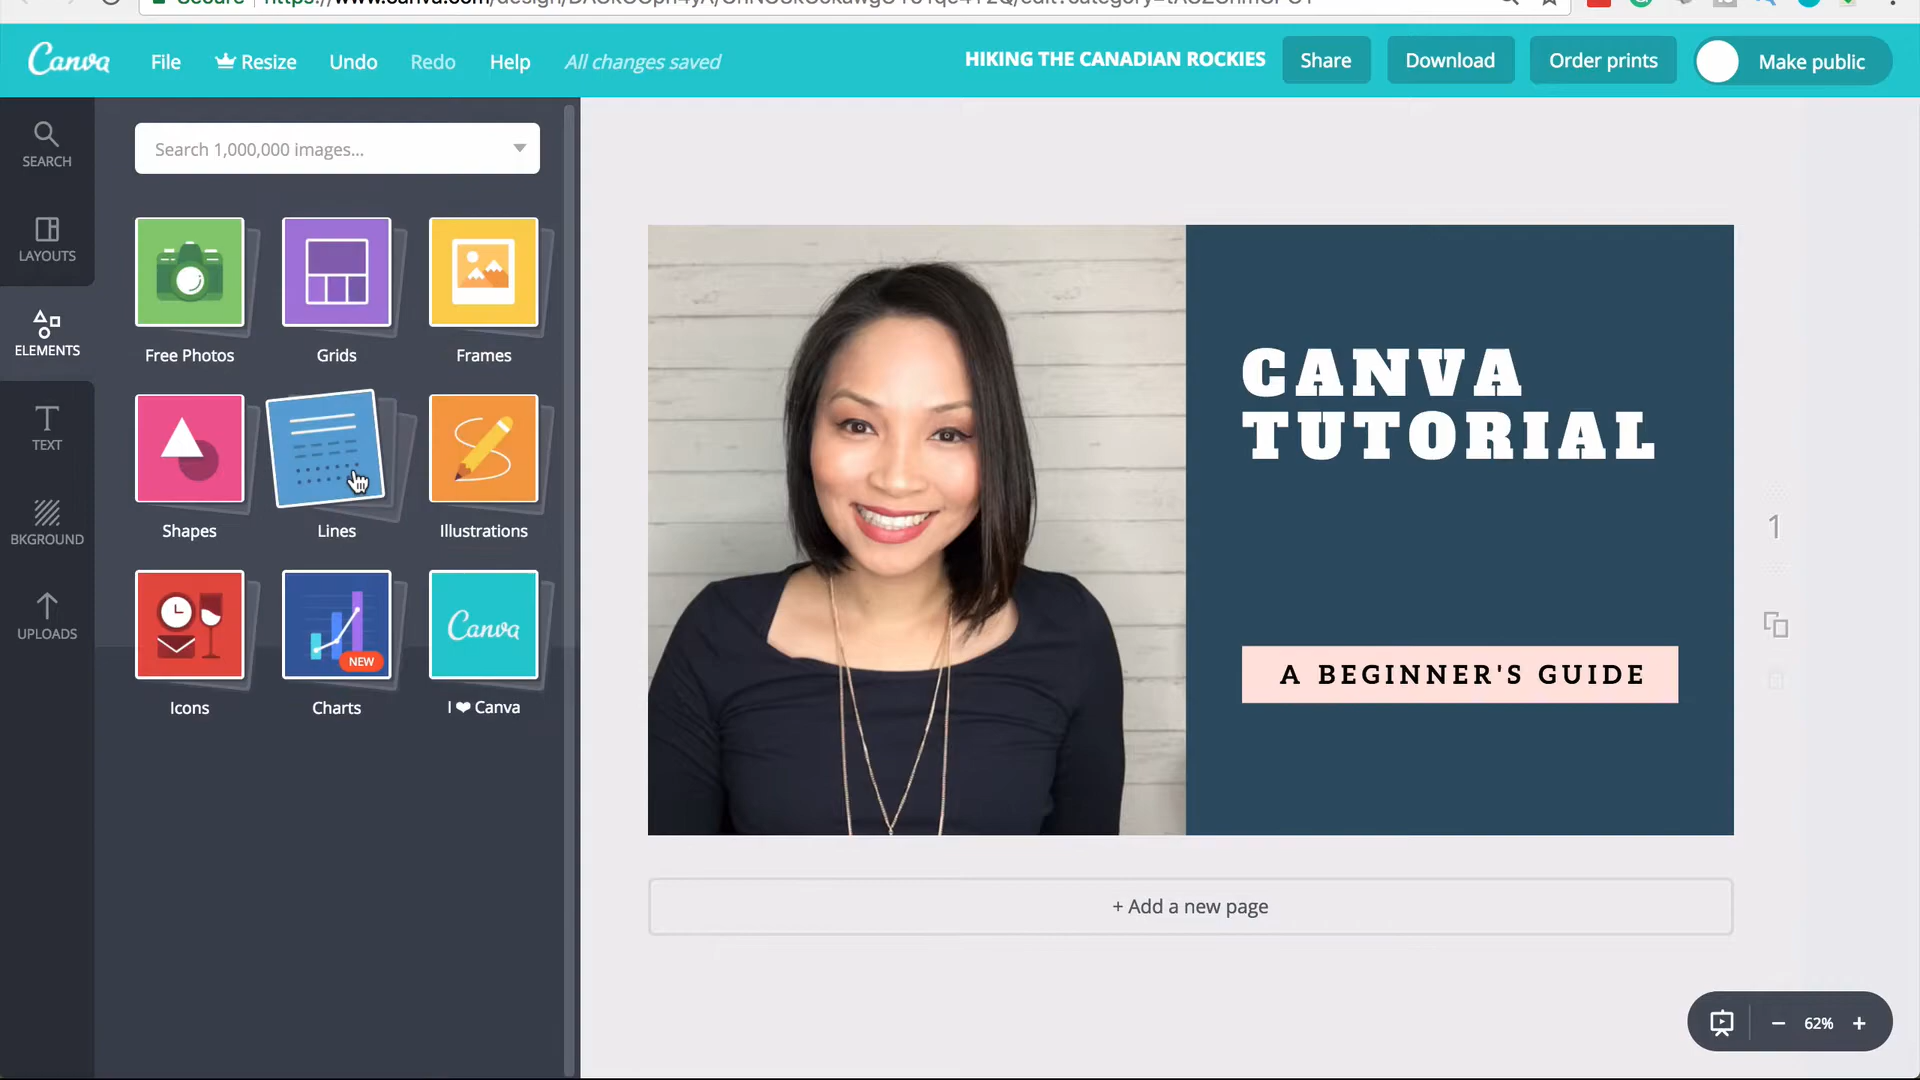 Canva
File
Resize
Undo
Redo
Help
All changes saved
HIKING THE CANADIAN ROCKIES
Share
Download
Order prints
Make public
SEARCH
LAYOUTS
ELEMENTS
TEXT
BKGROUND
UPLOADS
Search 1,000,000 images...
Free Photos
Grids
Frames
Shapes
Lines
Illustrations
NEW
Canva
Icons
Charts
I ❤ Canva
CANVA
TUTORIAL
A BEGINNER'S GUIDE
1
+ Add a new page
62%